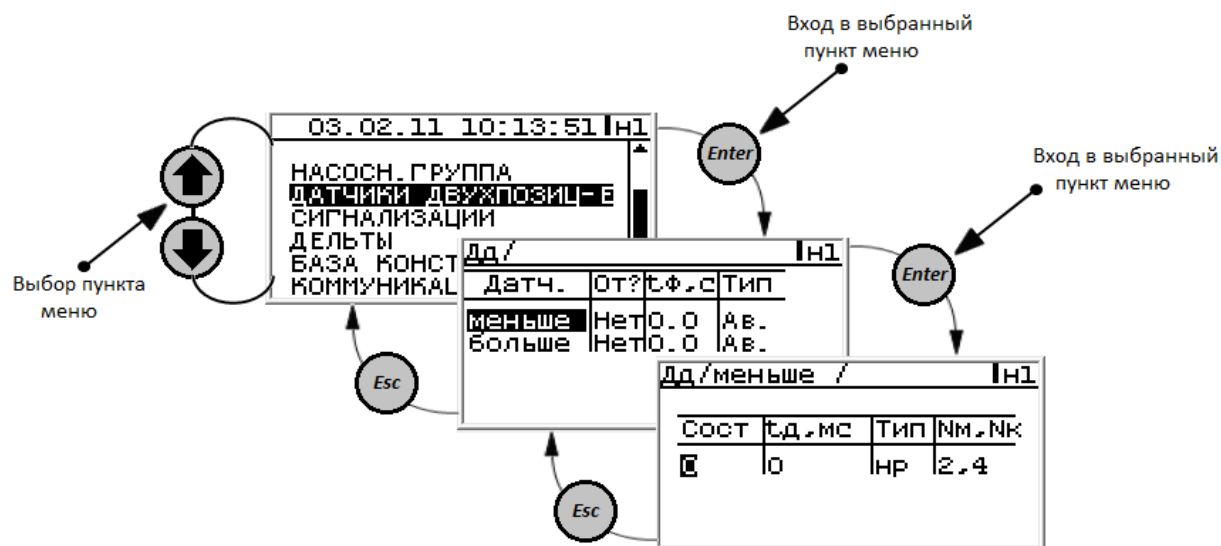 Вход в выбранный
пункт меню
Enter
Вход в выбранный
пункт меню
Enter
Выбор пункта
меню
03.02.11 10:13:51 Н1
НАСОСН.ГРУППА
ДАТЧИКИ ДВУХПОЗИЦ-Е
СИГНАЛИЗАЦИИ
ДЕЛЬТЫ
БАЗА КОНСТ
КОММУНИКАЦ
Дд/ Н1
Датч. От? t.Ф,с Тип
меньше Нет 0.0 Ав.
больше Нет 0.0 Ав.
Esc
Дд/меньше / Н1
Сост t.д,мс Тип Nм,Nк
0 нр 2,4
Esc